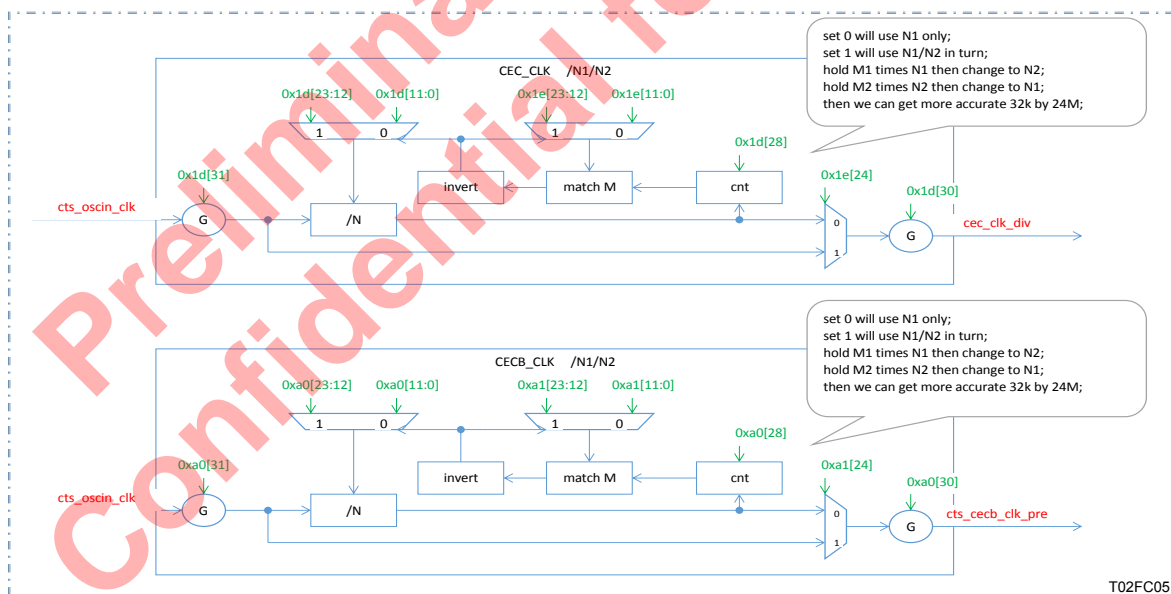 Preliminar
Confidential fo
set 0 will use N1 only;
set 1 will use N1/N2 in turn;
hold M1 times N1 then change to N2;
hold M2 times N2 then change to N1;
then we can get more accurate 32k by 24M;
CEC_CLK /N1/N2
0x1d[23:12] 0x1d[11:0] 0x1e[23:12] 0x1e[11:0]
1 0 1 0
0x1d[28]
0x1d[31] invert match M cnt 0x1e[24] 0x1d[30]
cts_oscin_clk G /N 0 G cec_clk_div
1
set 0 will use N1 only;
set 1 will use N1/N2 in turn;
hold M1 times N1 then change to N2;
hold M2 times N2 then change to N1;
then we can get more accurate 32k by 24M;
CECB_CLK /N1/N2
0xa0[23:12] 0xa0[11:0] 0xa1[23:12] 0xa1[11:0]
1 0 1 0
0xa0[28]
0xa0[31] invert match M cnt 0xa1[24] 0xa0[30]
cts_oscin_clk G /N 0 G cts_cecb_clk_pre
1
T02FC05